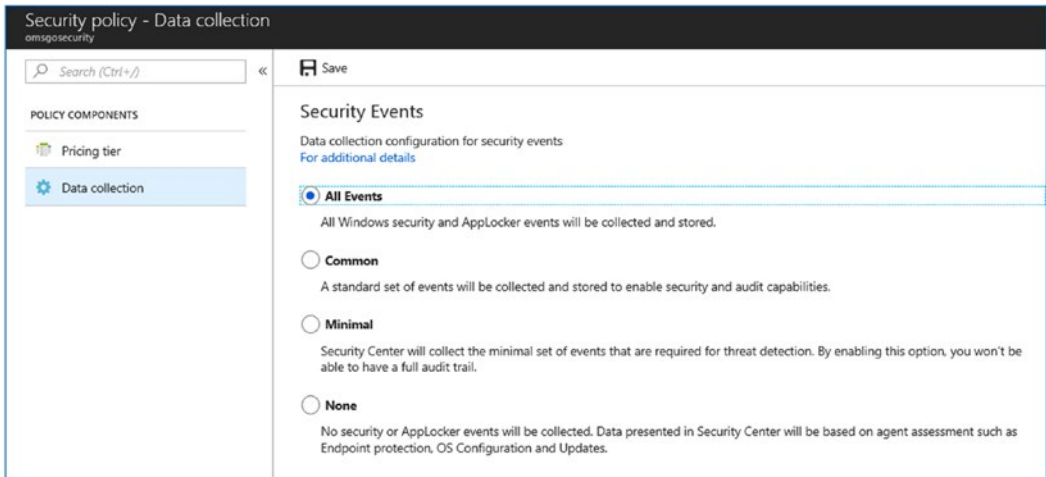 Security policy - Data collection
omsgosecurity
Search (Ctrl+/)
«
Save
POLICY COMPONENTS
Pricing tier
Data collection
Security Events
Data collection configuration for security events
For additional details
All Events
All Windows security and AppLocker events will be collected and stored.
Common
A standard set of events will be collected and stored to enable security and audit capabilities.
Minimal
Security Center will collect the minimal set of events that are required for threat detection. By enabling this option, you won't be
able to have a full audit trail.
None
No security or AppLocker events will be collected. Data presented in Security Center will be based on agent assessment such as
Endpoint protection, OS Configuration and Updates.